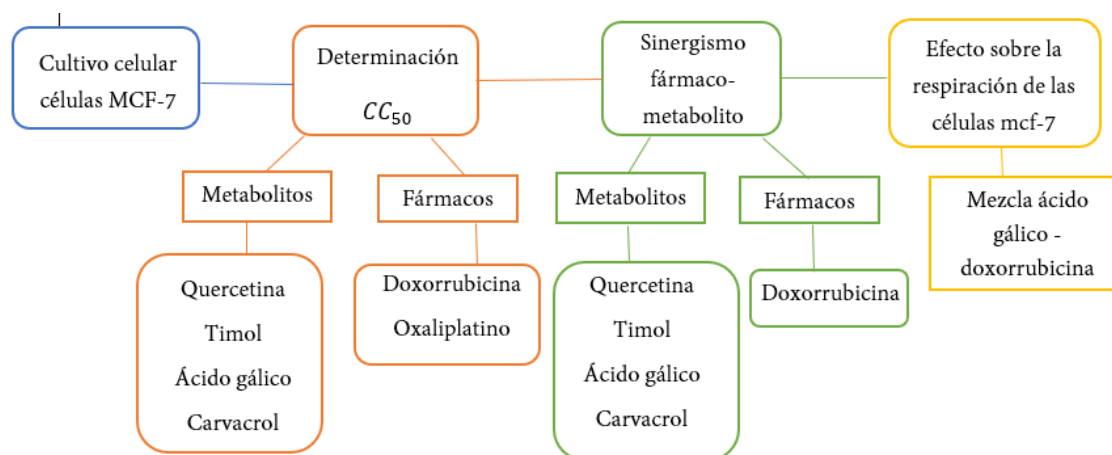 Cultivo celular
células MCF-7
Determinación
CC50
Sinergismo
fármaco-
metabolito
Efecto sobre la
respiración de las
células mcf-7
Metabolitos
Fármacos
Metabolitos
Fármacos
Mezcla ácido
gálico -
doxorrubicina
Quercetina
Timol
Ácido gálico
Carvacrol
Doxorrubicina
Oxaliplatino
Quercetina
Timol
Ácido gálico
Carvacrol
Doxorrubicina